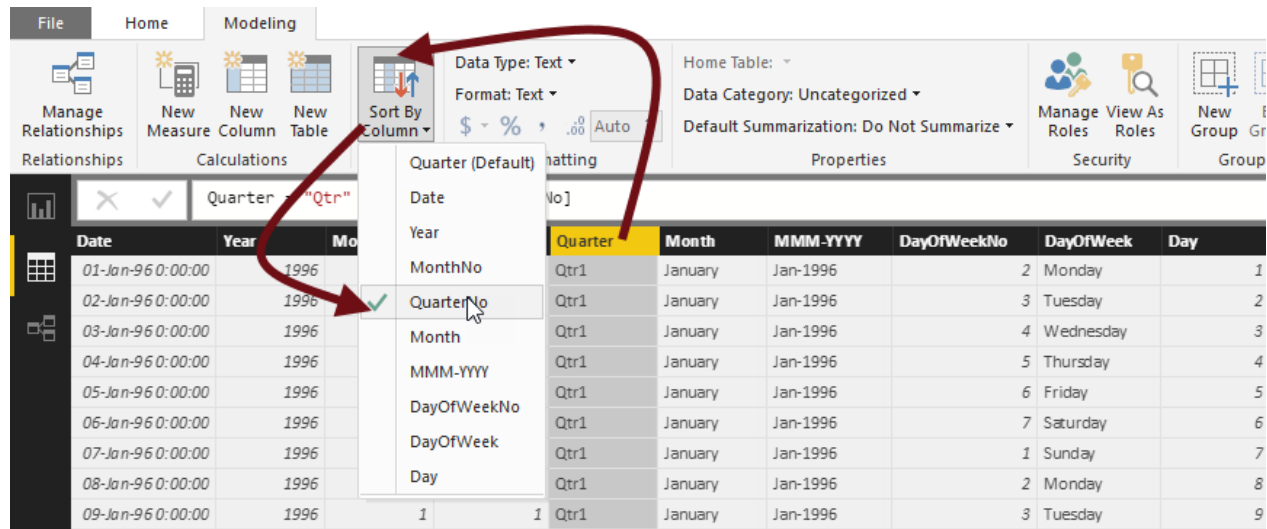 File Home Modeling
Manage Relationships
New Measure
New Column
New Table
Sort By Column
Data Type: Text
Format: Text
$ % , .00 Auto
Home Table:
Data Category: Uncategorized
Default Summarization: Do Not Summarize
Manage Roles
View As Roles
New Group
Relationships Calculations Properties Security
Quarter (Default)
Date
Year
MonthNo
QuarterNo
Month
MMM-YYYY
DayOfWeekNo
DayOfWeek
Day
Quarter "Qtr"
Date Year Quarter Month MMM-YYYY DayOfWeekNo DayOfWeek Day
01-Jan-96 0:00:00 1996 Qtr1 January Jan-1996 2 Monday 1
02-Jan-96 0:00:00 1996 Qtr1 January Jan-1996 3 Tuesday 2
03-Jan-96 0:00:00 1996 Qtr1 January Jan-1996 4 Wednesday 3
04-Jan-96 0:00:00 1996 Qtr1 January Jan-1996 5 Thursday 4
05-Jan-96 0:00:00 1996 Qtr1 January Jan-1996 6 Friday 5
06-Jan-96 0:00:00 1996 Qtr1 January Jan-1996 7 Saturday 6
07-Jan-96 0:00:00 1996 Qtr1 January Jan-1996 1 Sunday 7
08-Jan-96 0:00:00 1996 Qtr1 January Jan-1996 2 Monday 8
09-Jan-96 0:00:00 1996 1 1 Qtr1 January Jan-1996 3 Tuesday 9